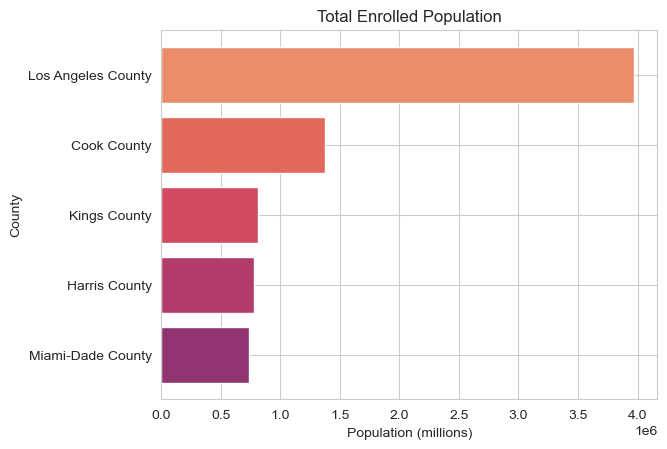 Total Enrolled Population
County
Los Angeles County
Cook County
Kings County
Harris County
Miami-Dade County
0.0 0.5 1.0 1.5 2.0 2.5 3.0 3.5 4.0
1e6
Population (millions)